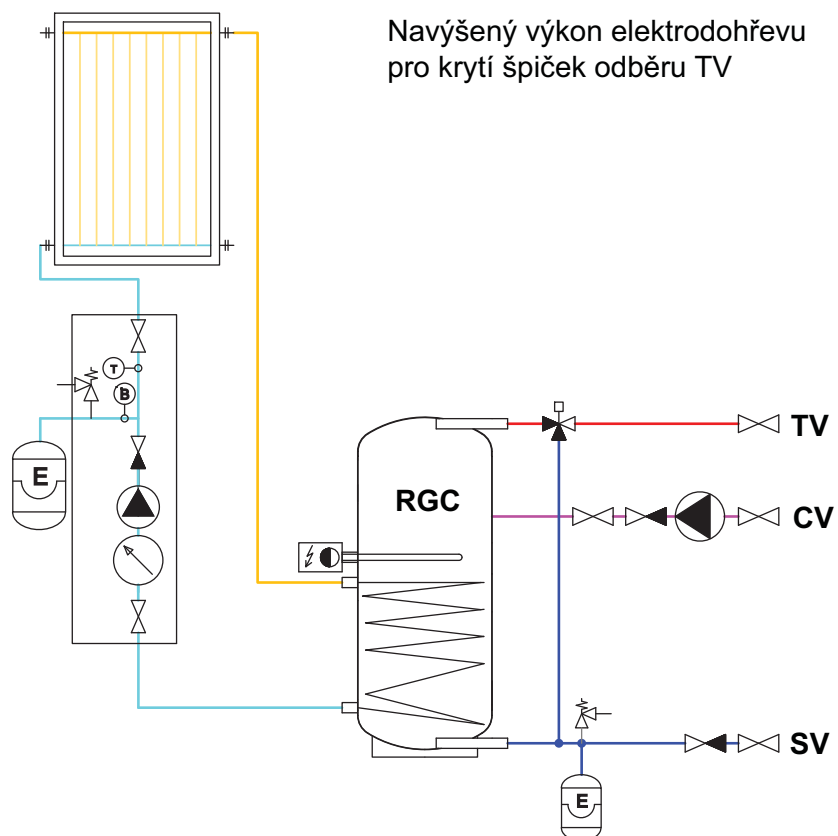 Navýšený výkon elektrodohřevu
pro krytí špiček odběru TV
T
B
E
RGC
TV
CV
SV
E